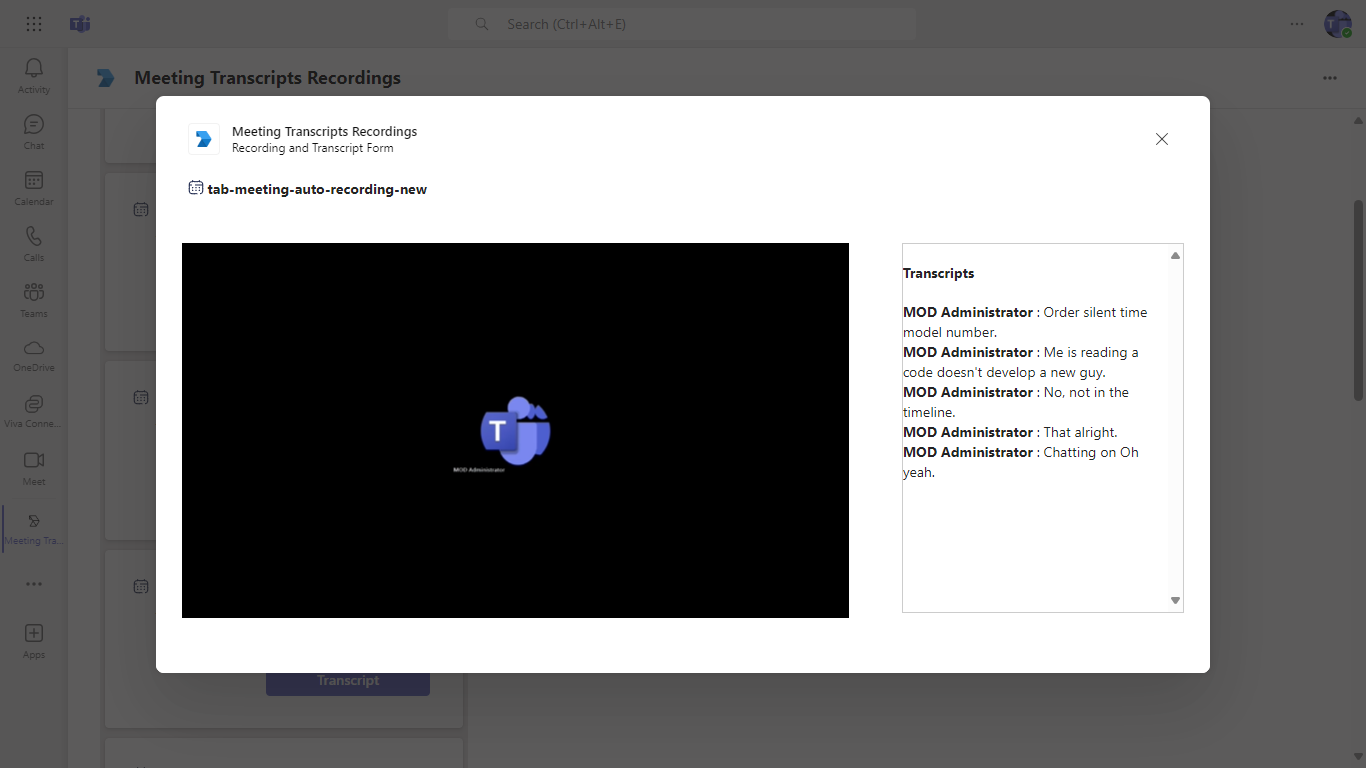 Search (Ctrl+Alt+E)
Activity
Chat
Calendar
Calls
Teams
OneDrive
Viva Conne...
Meet
Meeting Tra...
Apps
Meeting Transcripts Recordings
Meeting Transcripts Recordings
Recording and Transcript Form
tab-meeting-auto-recording-new
T
MOD Administrator
Transcripts
MOD Administrator : Order silent time
model number.
MOD Administrator : Me is reading a
code doesn't develop a new guy.
MOD Administrator : No, not in the
timeline.
MOD Administrator : That alright.
MOD Administrator : Chatting on Oh
yeah.
Transcript